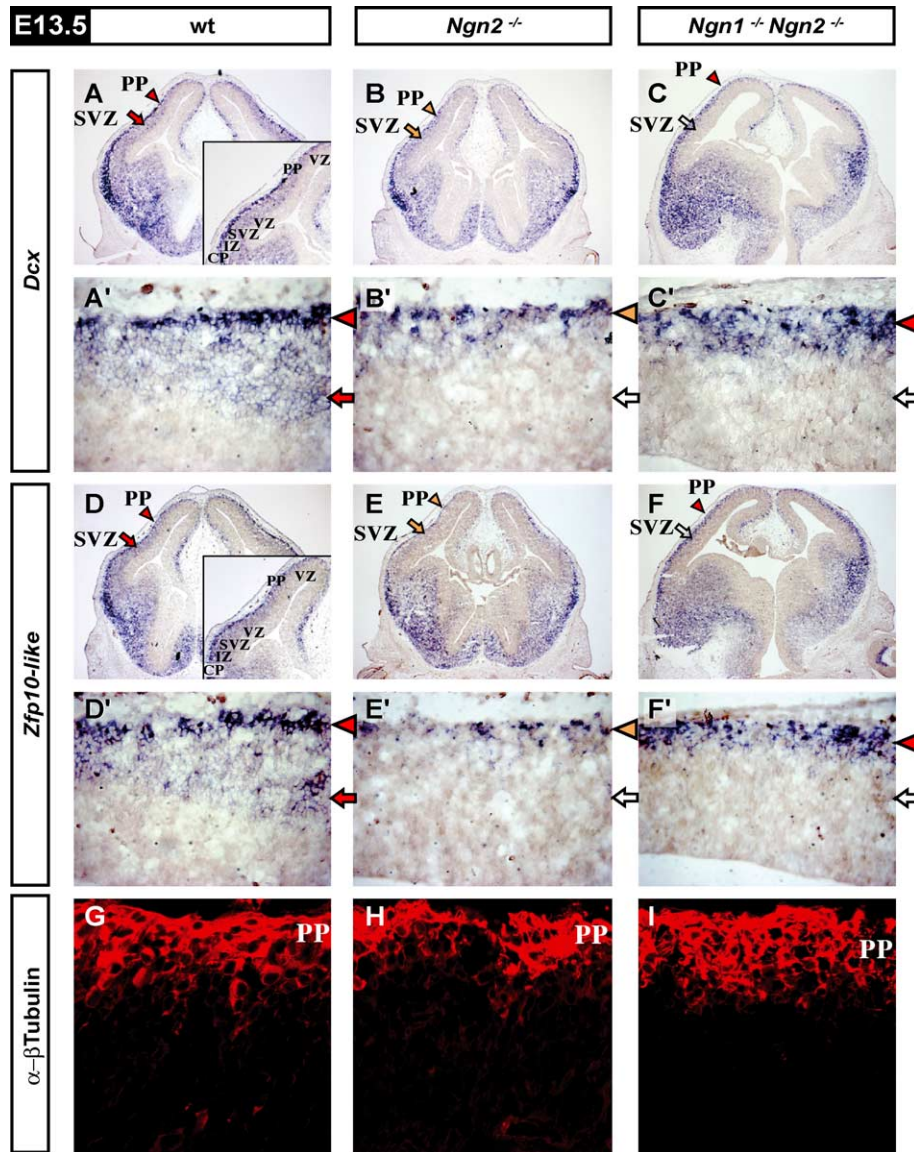 E13.5 wt Ngn2 -/- Ngn1 -/- Ngn2 -/-
Dcx
A PP SVZ
PP VZ
VZ
SVZ
IZ
CP
B PP SVZ
C PP SVZ
A' B' C'
Zfp10-like
D PP SVZ
PP VZ
VZ
SVZ
IZ
CP
E PP SVZ
F PP SVZ
D' E' F'
α-βTubulin
G PP H PP I PP